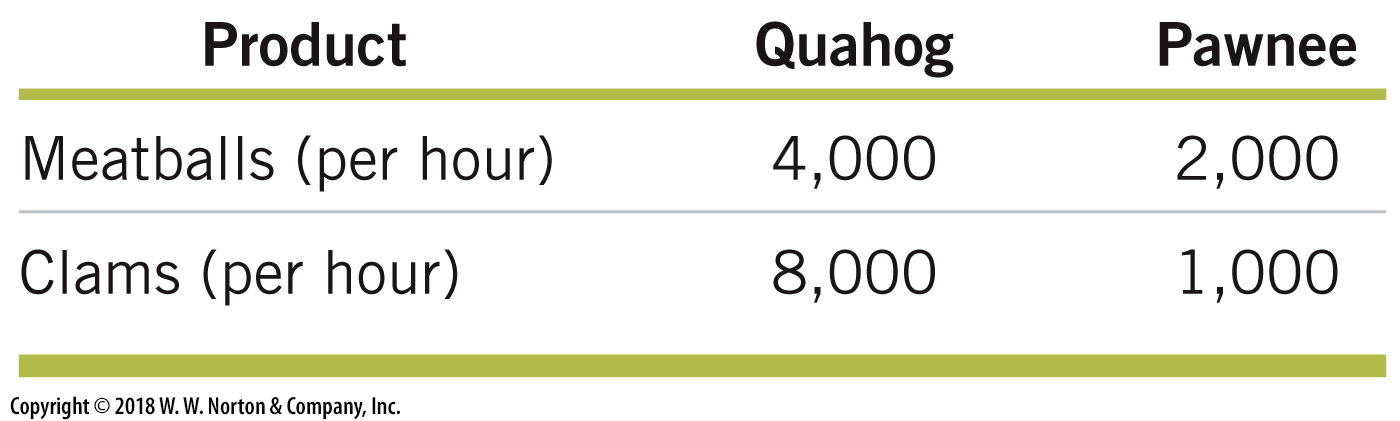 Product Quahog Pawnee
Meatballs (per hour) 4,000 2,000
Clams (per hour) 8,000 1,000
Copyright © 2018 W. W. Norton & Company, Inc.